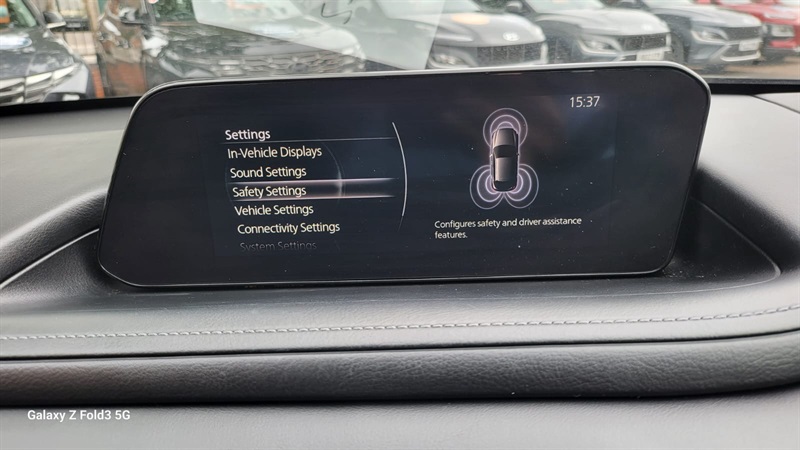 15:37
Settings
In-Vehicle Displays
Sound Settings
Safety Settings
Vehicle Settings
Connectivity Settings
System Settings
Configures safety and driver assistance
features.
Galaxy Z Fold3 5G